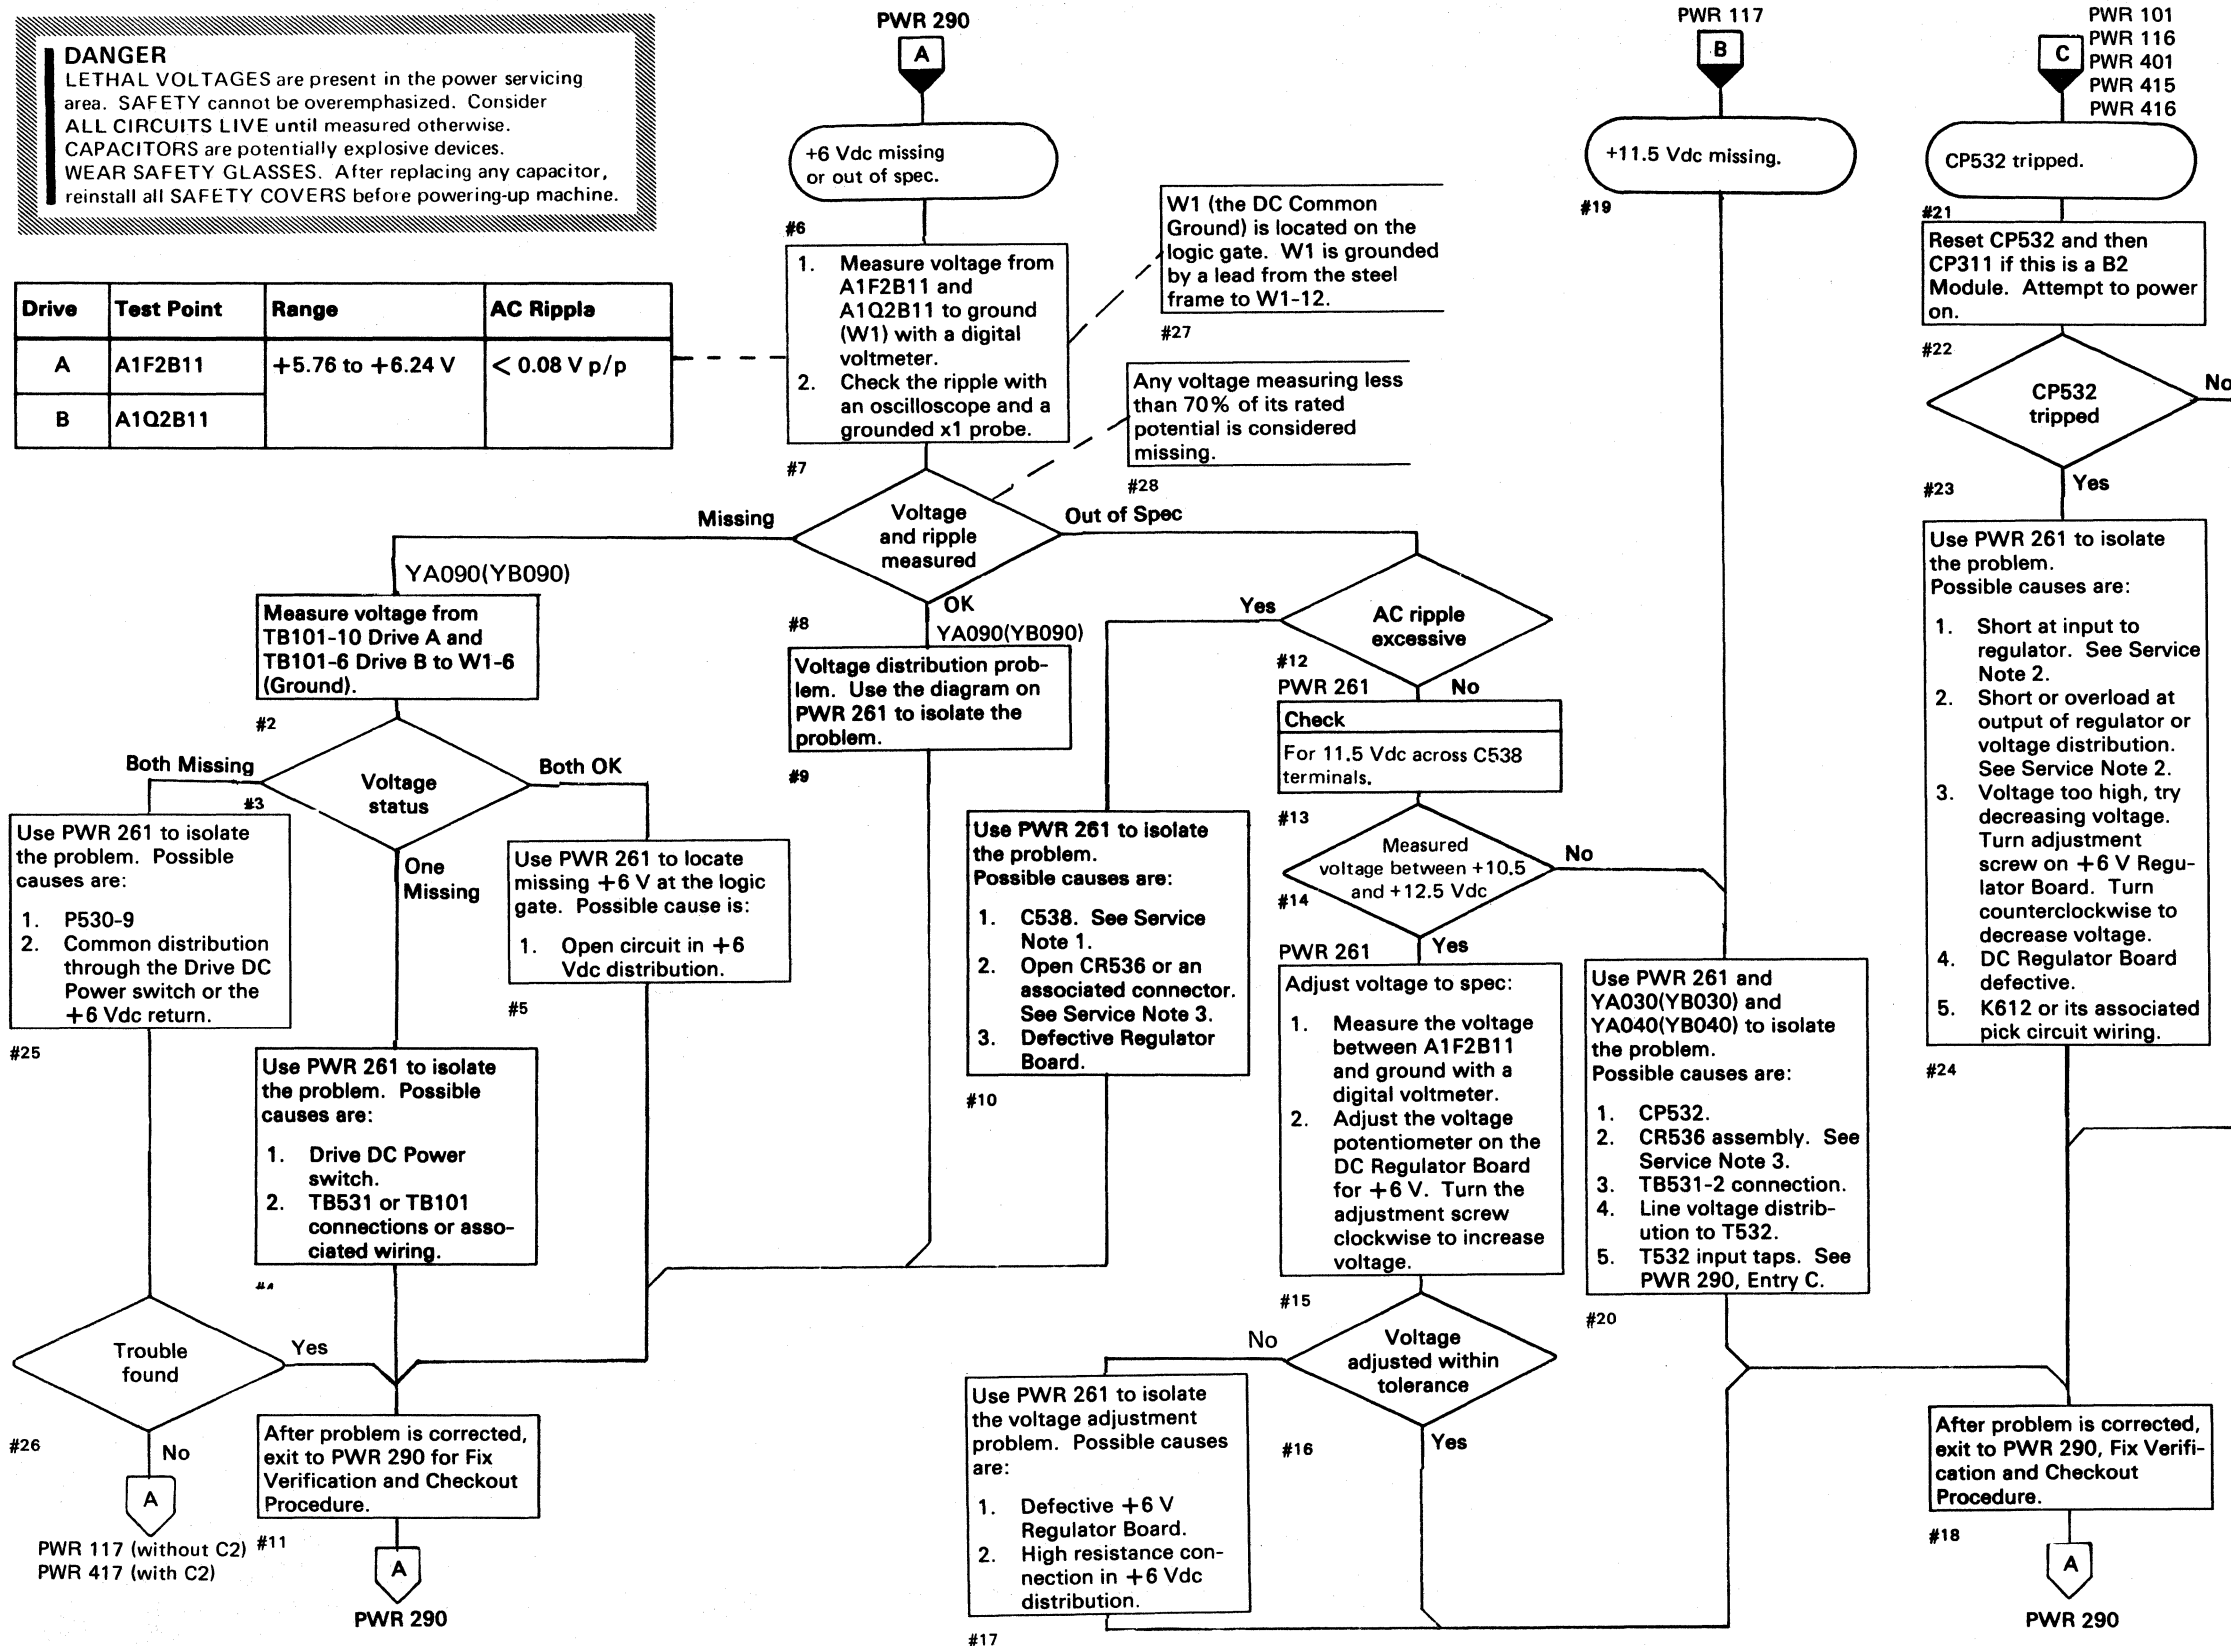 DANGER
LETHAL VOLTAGES are present in the power servicing
area. SAFETY cannot be overemphasized. Consider
ALL CIRCUITS LIVE until measured otherwise.
CAPACITORS are potentially explosive devices.
WEAR SAFETY GLASSES. After replacing any capacitor,
reinstall all SAFETY COVERS before powering-up machine.
Drive Test Point Range AC Ripple
A A1F2B11 +5.76 to +6.24 V < 0.08 V p/p
B A1Q2B11
PWR 290
A
+6 Vdc missing
or out of spec.
#6
1. Measure voltage from
A1F2B11 and
A1Q2B11 to ground
(W1) with a digital
voltmeter.
2. Check the ripple with
an oscilloscope and a
grounded x1 probe.
#7
W1 (the DC Common
Ground) is located on the
logic gate. W1 is grounded
by a lead from the steel
frame to W1-12.
#27
Any voltage measuring less
than 70% of its rated
potential is considered
missing.
#28
Voltage
and ripple
measured
Missing
Out of Spec
OK
#8
YA090(YB090)
Measure voltage from
TB101-10 Drive A and
TB101-6 Drive B to W1-6
(Ground).
#2
Voltage
status
Both Missing
Both OK
One
Missing
#3
Use PWR 261 to isolate
the problem. Possible
causes are:
1. P530-9
2. Common distribution
through the Drive DC
Power switch or the
+6 Vdc return.
#25
Use PWR 261 to isolate
the problem. Possible
causes are:
1. Drive DC Power
switch.
2. TB531 or TB101
connections or asso-
ciated wiring.
#4
Use PWR 261 to locate
missing +6 V at the logic
gate. Possible cause is:
1. Open circuit in +6
Vdc distribution.
#5
Trouble
found
Yes
No
#26
A
PWR 117 (without C2)
PWR 417 (with C2)
After problem is corrected,
exit to PWR 290 for Fix
Verification and Checkout
Procedure.
#11
A
PWR 290
YA090(YB090)
Voltage distribution prob-
lem. Use the diagram on
PWR 261 to isolate the
problem.
#9
AC ripple
excessive
Yes
No
#12
Use PWR 261 to isolate
the problem.
Possible causes are:
1. C538. See Service
Note 1.
2. Open CR536 or an
associated connector.
See Service Note 3.
3. Defective Regulator
Board.
#10
PWR 261
Check
For 11.5 Vdc across C538
terminals.
#13
Measured
voltage between +10.5
and +12.5 Vdc
No
Yes
#14
PWR 261
Adjust voltage to spec:
1. Measure the voltage
between A1F2B11
and ground with a
digital voltmeter.
2. Adjust the voltage
potentiometer on the
DC Regulator Board
for +6 V. Turn the
adjustment screw
clockwise to increase
voltage.
#15
Voltage
adjusted within
tolerance
No
Yes
#16
Use PWR 261 to isolate
the voltage adjustment
problem. Possible causes
are:
1. Defective +6 V
Regulator Board.
2. High resistance con-
nection in +6 Vdc
distribution.
#17
PWR 117
B
+11.5 Vdc missing.
#19
Use PWR 261 and
YA030(YB030) and
YA040(YB040) to isolate
the problem.
Possible causes are:
1. CP532.
2. CR536 assembly. See
Service Note 3.
3. TB531-2 connection.
4. Line voltage distrib-
ution to T532.
5. T532 input taps. See
PWR 290, Entry C.
#20
PWR 101
PWR 116
PWR 401
PWR 415
PWR 416
C
CP532 tripped.
#21
Reset CP532 and then
CP311 if this is a B2
Module. Attempt to power
on.
#22
CP532
tripped
No
Yes
#23
Use PWR 261 to isolate
the problem.
Possible causes are:
1. Short at input to
regulator. See Service
Note 2.
2. Short or overload at
output of regulator or
voltage distribution.
See Service Note 2.
3. Voltage too high, try
decreasing voltage.
Turn adjustment
screw on +6 V Regu-
lator Board. Turn
counterclockwise to
decrease voltage.
4. DC Regulator Board
defective.
5. K612 or its associated
pick circuit wiring.
#24
After problem is corrected,
exit to PWR 290, Fix Verifi-
cation and Checkout
Procedure.
#18
A
PWR 290